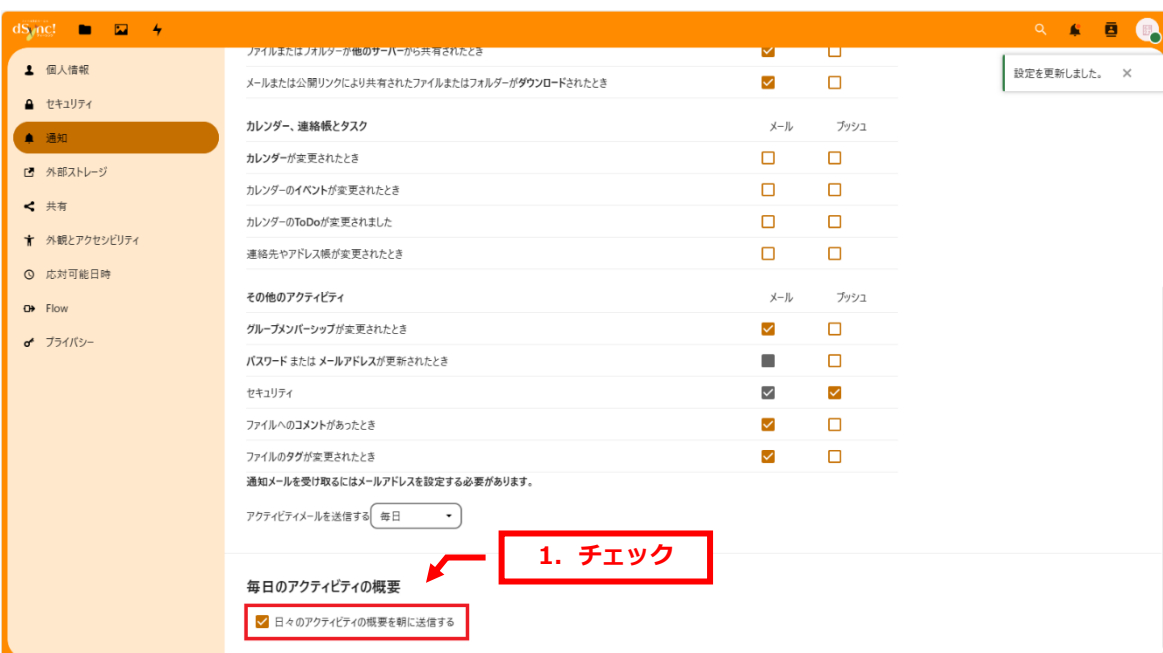 dSync!
個人情報
セキュリティ
通知
外部ストレージ
共有
外観とアクセシビリティ
応対可能日時
Flow
プライバシー
ファイルまたはフォルダーが他のサーバーから共有されたとき
メールまたは公開リンクにより共有されたファイルまたはフォルダーがダウンロードされたとき
設定を更新しました。 ×
カレンダー、連絡帳とタスク メール プッシュ
カレンダーが変更されたとき
カレンダーのイベントが変更されたとき
カレンダーのToDoが変更されました
連絡先やアドレス帳が変更されたとき
その他のアクティビティ メール プッシュ
グループメンバーシップが変更されたとき
パスワード または メールアドレスが更新されたとき
セキュリティ
ファイルへのコメントがあったとき
ファイルのタグが変更されたとき
通知メールを受け取るにはメールアドレスを設定する必要があります。
アクティビティメールを送信する 毎日
1. チェック
毎日のアクティビティの概要
日々のアクティビティの概要を朝に送信する